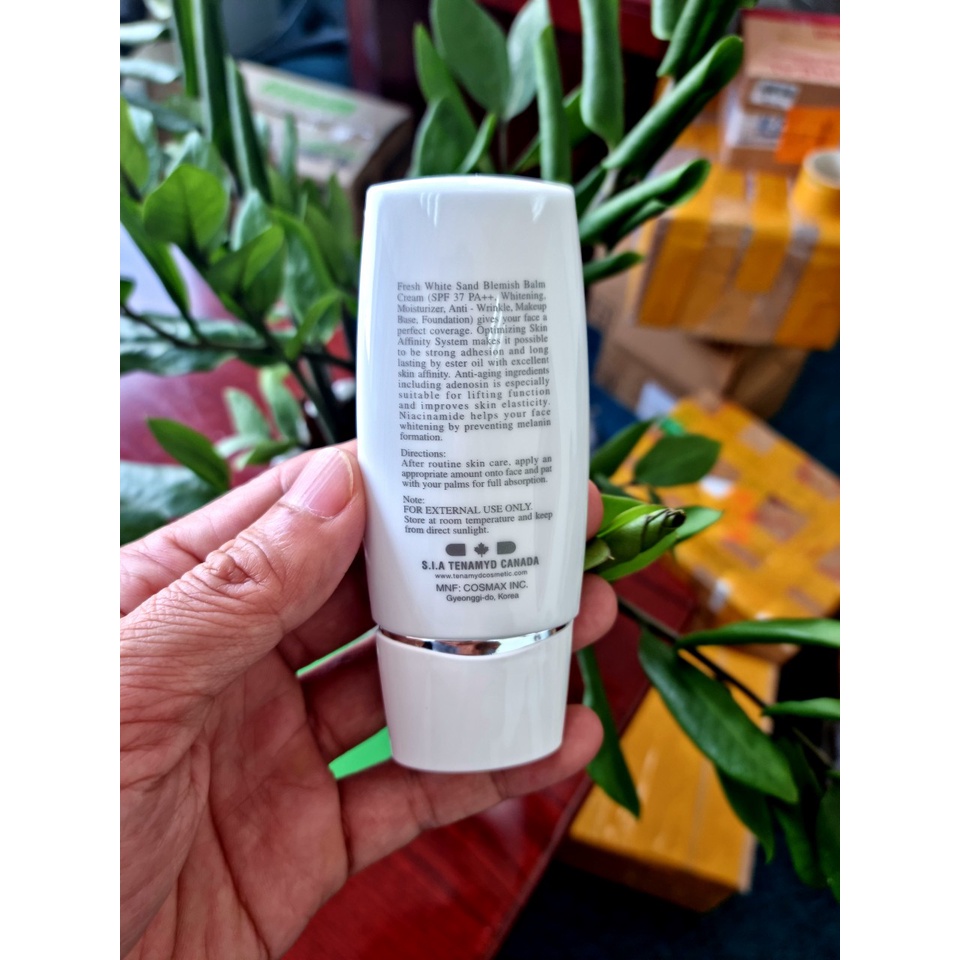 Fresh White Sand Blemish Balm
Cream (SPF 37 PA++, Whitening,
Moisturizer, Anti - Wrinkle, Makeup
Base, Foundation) gives your face a
perfect coverage. Optimizing Skin
Affinity System makes it possible
to be strong adhesion and long
lasting by ester oil with excellent
skin affinity. Anti-aging ingredients
including adenosin is especially
suitable for lifting function
and improves skin elasticity.
Niacinamide helps your face
whitening by preventing melanin
formation.
Directions:
After routine skin care, apply an
appropriate amount onto face and pat
with your palms for full absorption.
Note:
FOR EXTERNAL USE ONLY.
Store at room temperature and keep
from direct sunlight.
S.I.A TENAMYD CANADA
www.tenamydcosmetic.com
MNF: COSMAX INC.
Gyeonggi-do, Korea